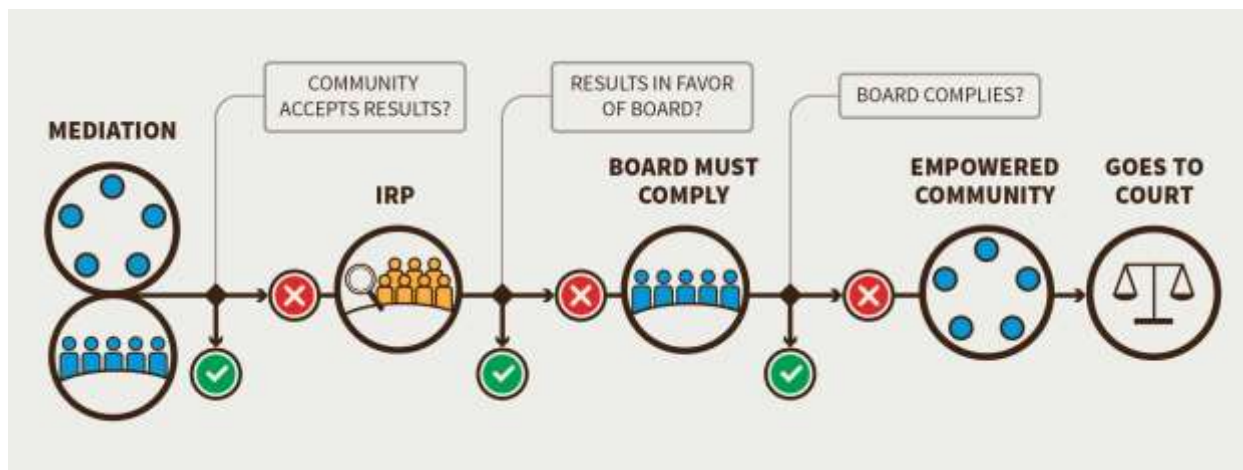 MEDIATION
COMMUNITY
ACCEPTS RESULTS?
IRP
RESULTS IN FAVOR
OF BOARD?
BOARD MUST
COMPLY
BOARD COMPLIES?
EMPOWERED
COMMUNITY
GOES TO
COURT